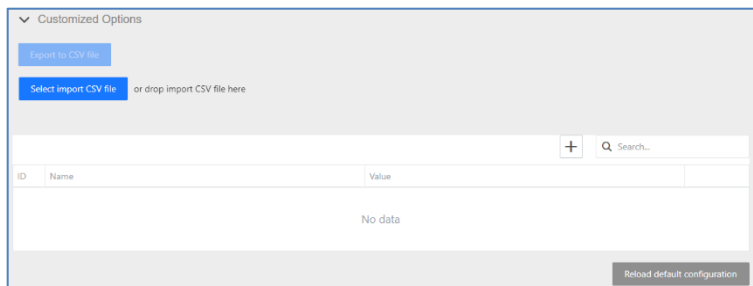 Customized Options
Export to CSV file
Select import CSV file or drop import CSV file here
Search...
ID Name Value
No data
Reload default configuration